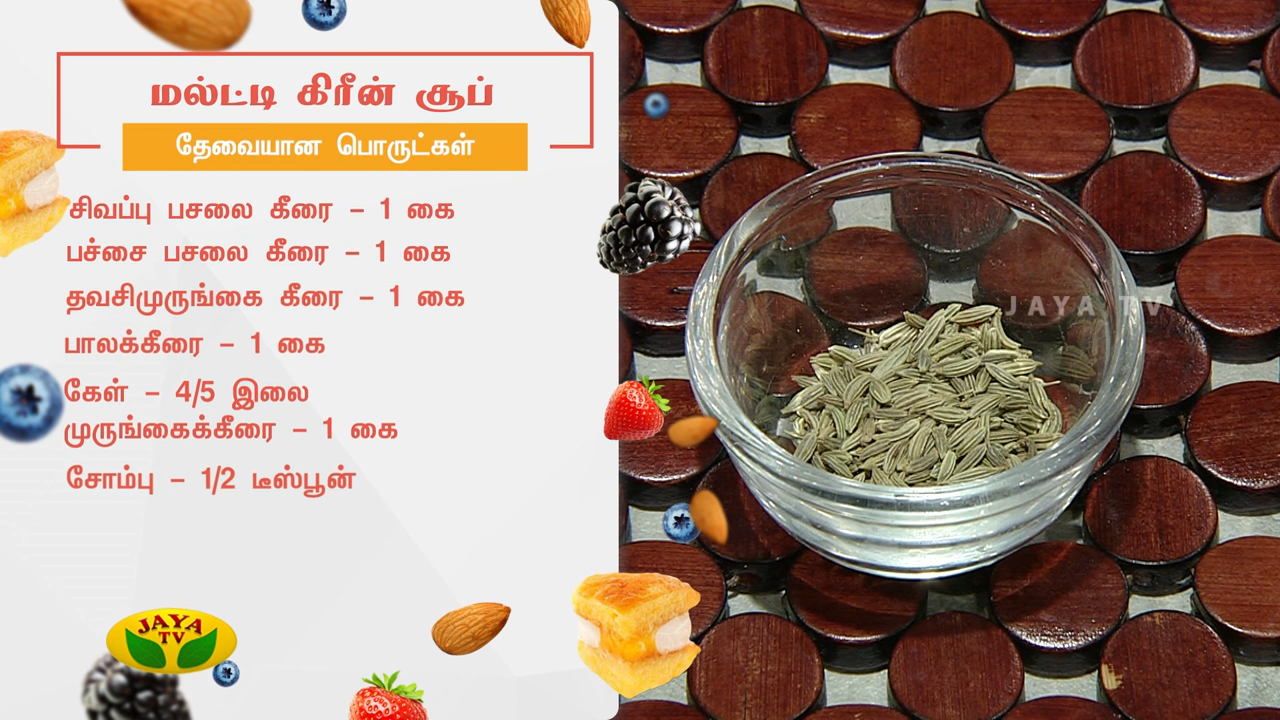 மல்ட்டி கிரீன் சூப்
தேவையான பொருட்கள்
சிவப்பு பசலை கீரை – 1 கை
பச்சை பசலை கீரை – 1 கை
தவசிமுருங்கை கீரை – 1 கை
பாலக்கீரை – 1 கை
கேள் – 4/5 இலை
முருங்கைக்கீரை – 1 கை
சோம்பு – 1/2 டீஸ்பூன்
JAYA TV
JAYA
TV